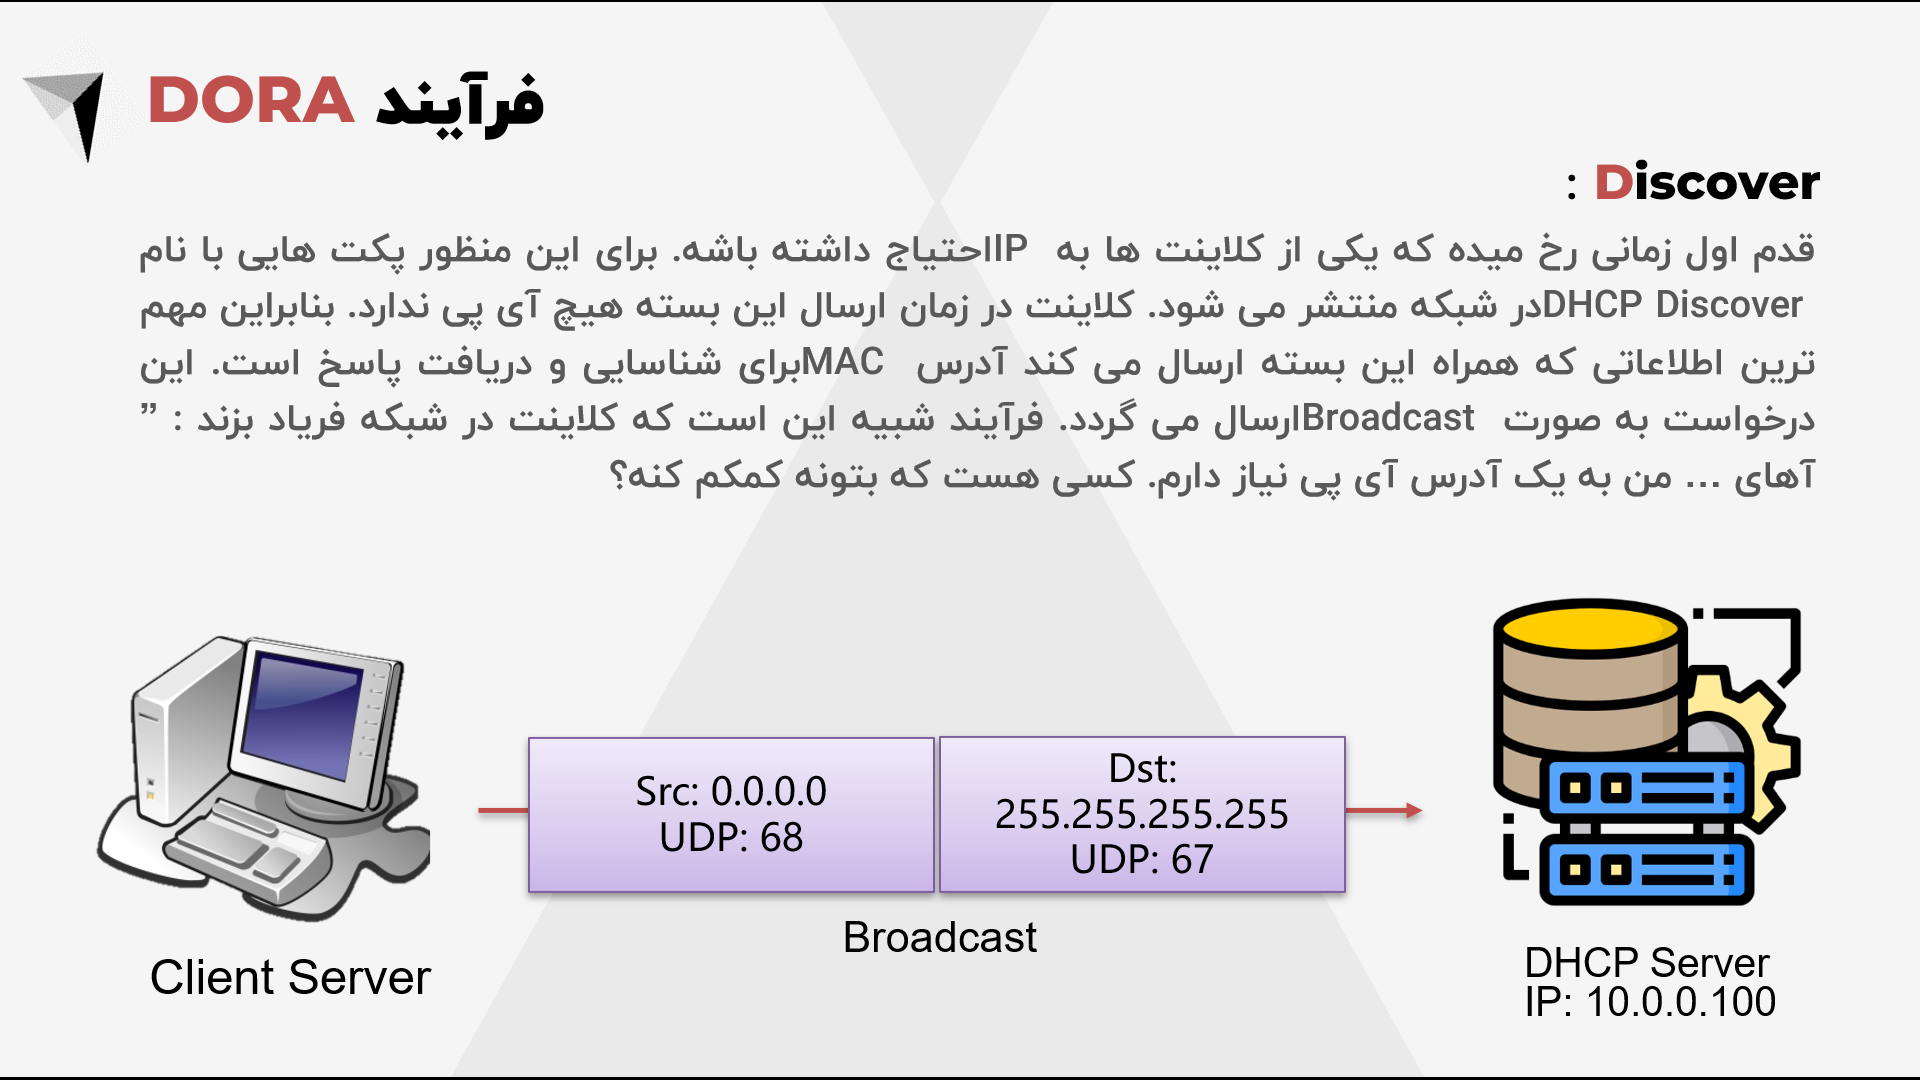 فرآیند DORA
Discover :
قدم اول زمانی رخ میده که یکی از کلاینت ها به IPاحتیاج داشته باشه. برای این منظور پکت هایی با نام
DHCP Discoverدر شبکه منتشر می شود. کلاینت در زمان ارسال این بسته هیچ آی پی ندارد. بنابراین مهم
ترین اطلاعاتی که همراه این بسته ارسال می کند آدرس MACبرای شناسایی و دریافت پاسخ است. این
درخواست به صورت Broadcastارسال می گردد. فرآیند شبیه این است که کلاینت در شبکه فریاد بزند : ”
آهای ... من به یک آدرس آی پی نیاز دارم. کسی هست که بتونه کمکم کنه؟
Src: 0.0.0.0
UDP: 68
Dst:
255.255.255.255
UDP: 67
Broadcast
Client Server
DHCP Server
IP: 10.0.0.100